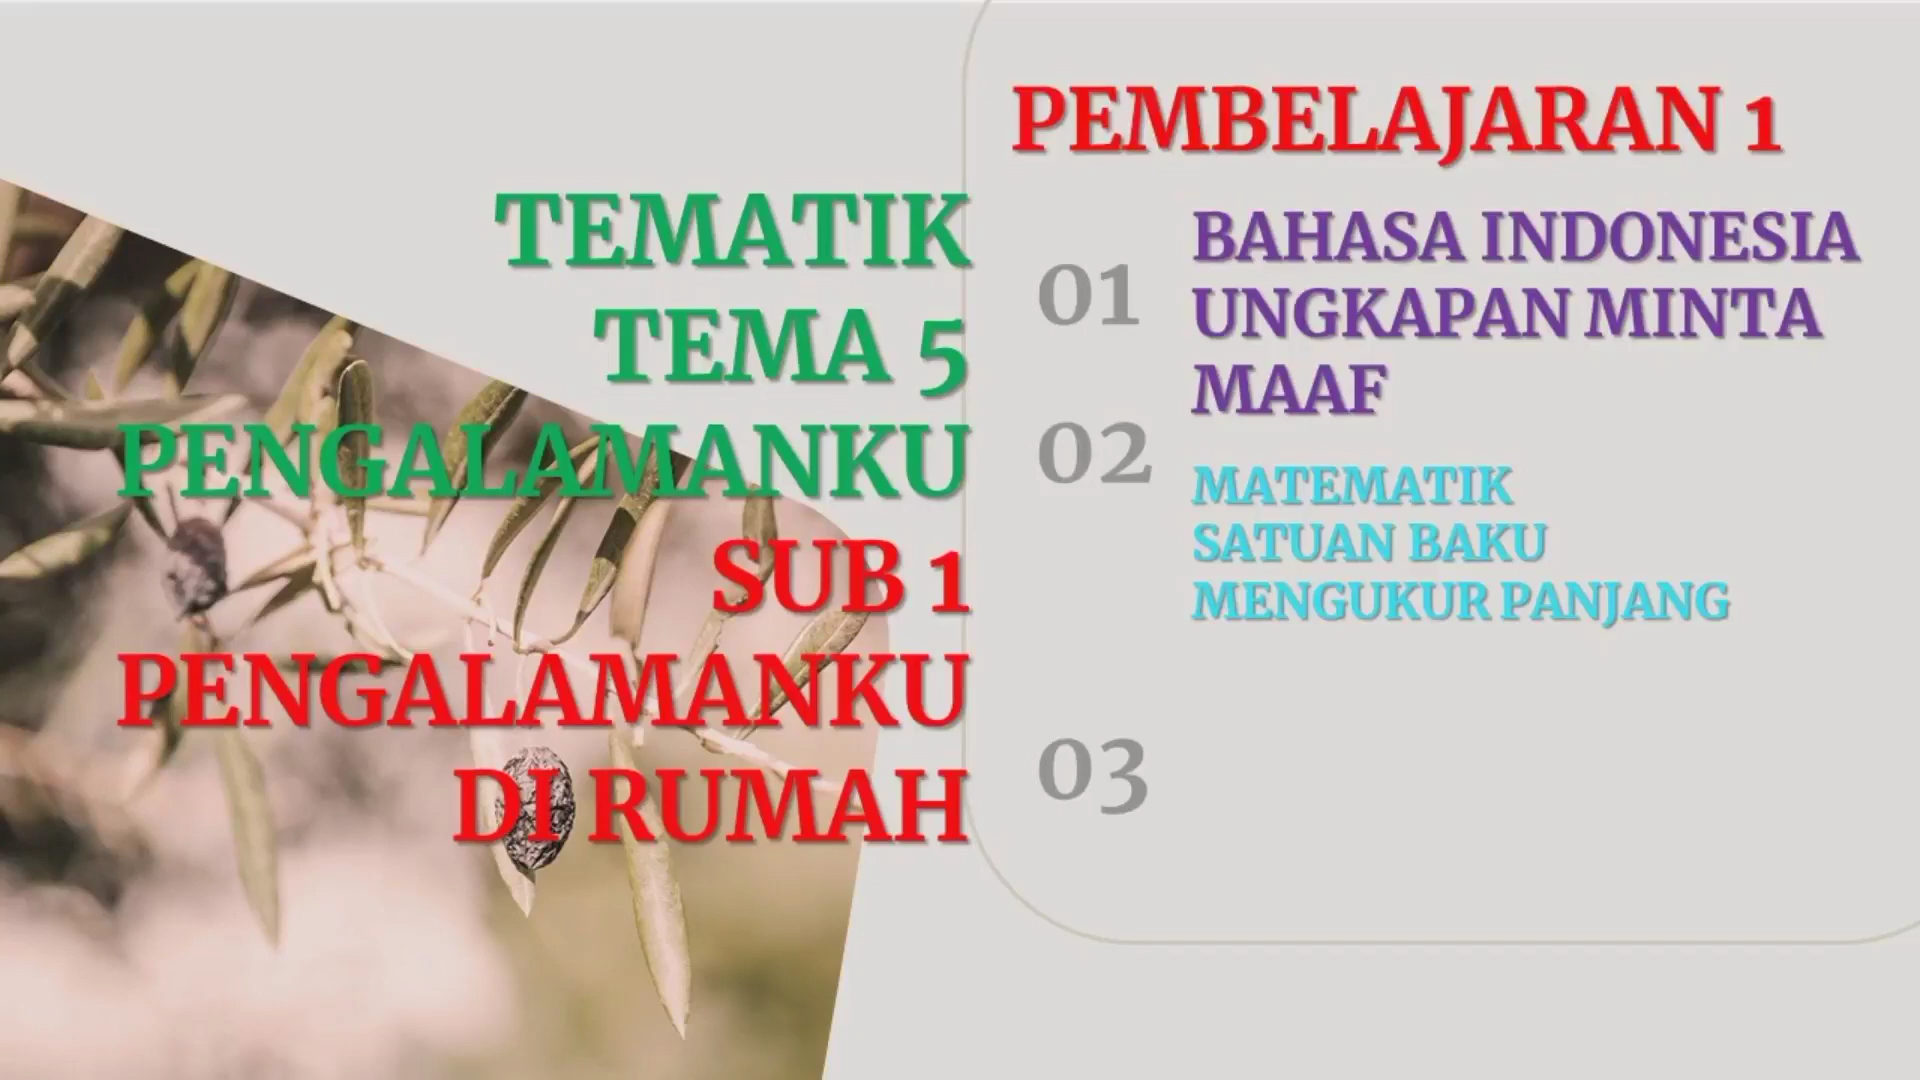 TEMATIK
TEMA 5
PENGALAMANKU
SUB 1
PENGALAMANKU
DI RUMAH
PEMBELAJARAN 1
01
BAHASA INDONESIA
UNGKAPAN MINTA
MAAF
02
MATEMATIK
SATUAN BAKU
MENGUKUR PANJANG
03